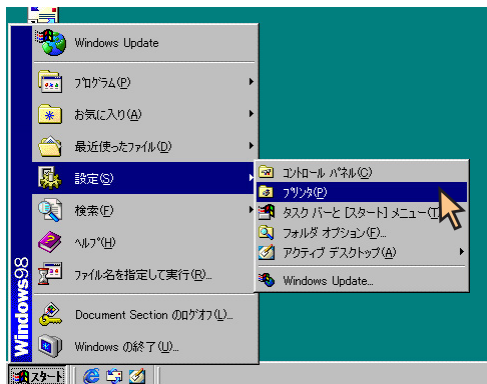 Windows Update
プログラム(P)
お気に入り(A)
最近使ったファイル(D)
設定(S)
検索(F)
ヘルプ(H)
ファイル名を指定して実行(R)...
Document Section のログオフ(L)...
Windows の終了(U)...
Windows98
コントロール パネル(C)
プリンタ(P)
タスク バーと [スタート] メニュー(T)
フォルダ オプション(F)...
アクティブ デスクトップ(A)
Windows Update...
スタート